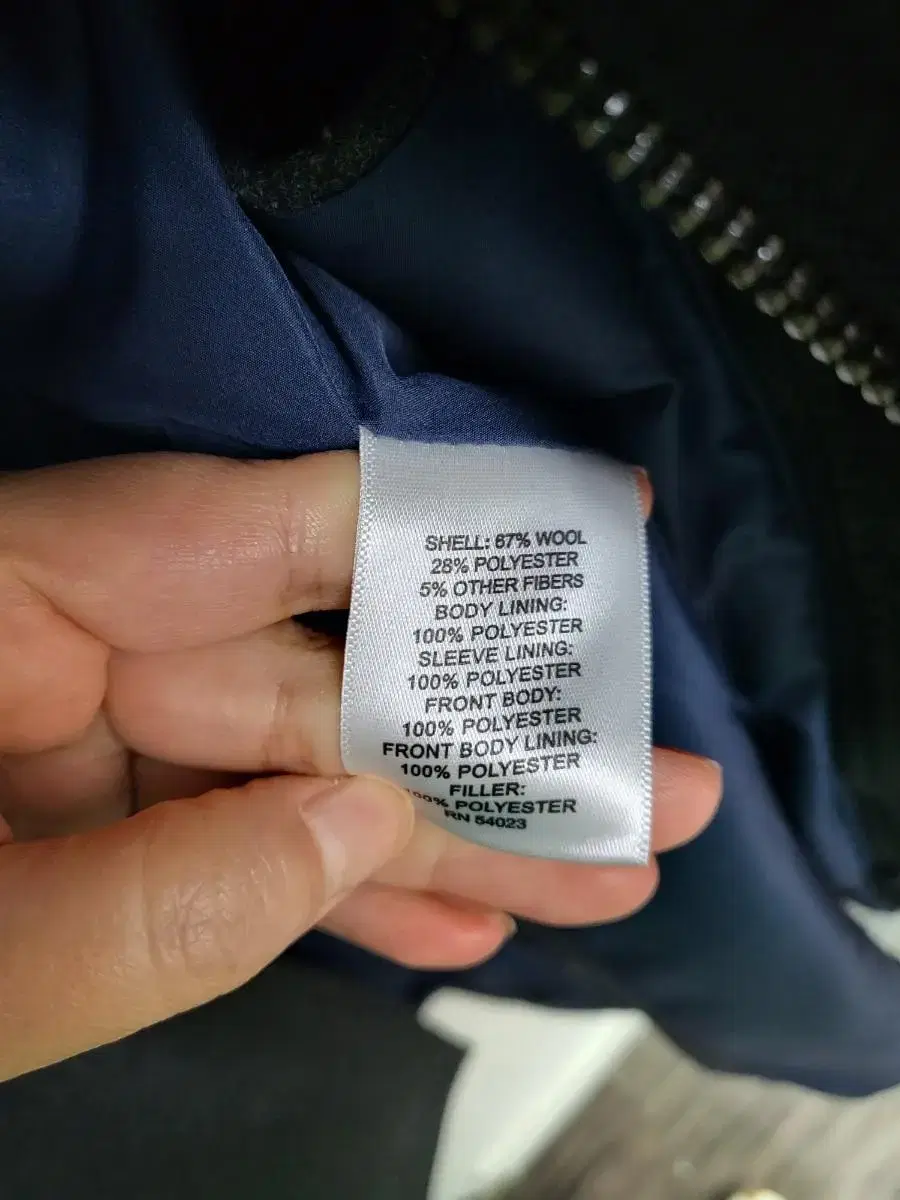 SHELL: 67% WOOL
28% POLYESTER
5% OTHER FIBERS
BODY LINING:
100% POLYESTER
SLEEVE LINING:
100% POLYESTER
FRONT BODY:
100% POLYESTER
FRONT BODY LINING:
100% POLYESTER
FILLER:
100% POLYESTER
RN 54023